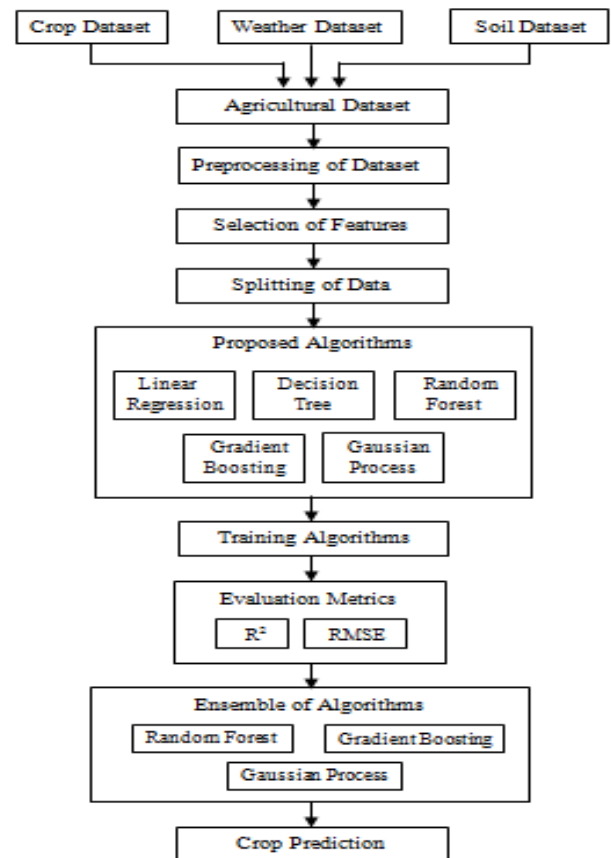 Crop Dataset
Weather Dataset
Soil Dataset
Agricultural Dataset
Preprocessing of Dataset
Selection of Features
Splitting of Data
Proposed Algorithms
Linear
Regression
Decision
Tree
Random
Forest
Gradient
Boosting
Gaussian
Process
Training Algorithms
Evaluation Metrics
R²
RMSE
Ensemble of Algorithms
Random Forest
Gradient Boosting
Gaussian Process
Crop Prediction